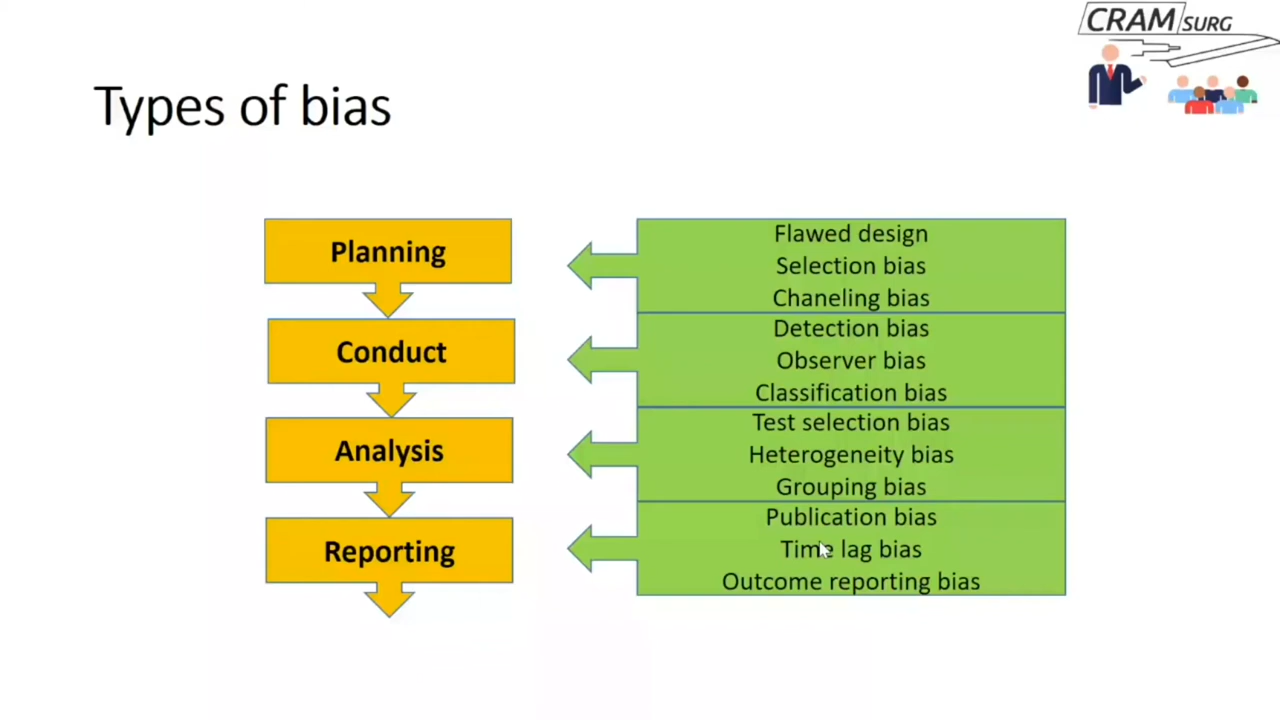 CRAM SURG
Types of bias
Planning
Flawed design
Selection bias
Chaneling bias
Conduct
Detection bias
Observer bias
Classification bias
Analysis
Test selection bias
Heterogeneity bias
Grouping bias
Reporting
Publication bias
Time lag bias
Outcome reporting bias